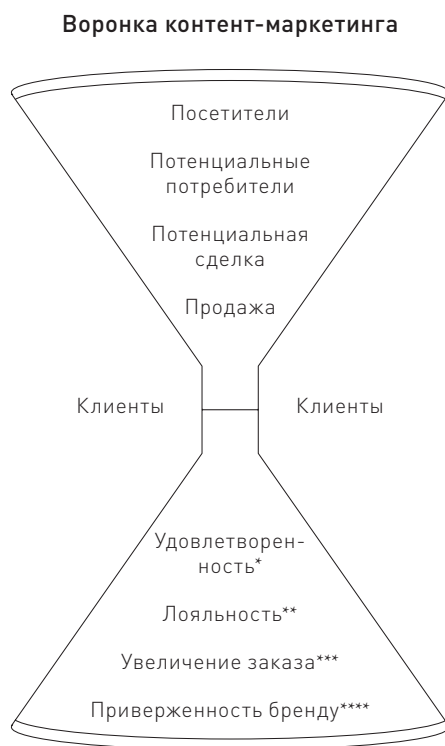 Воронка контент-маркетинга
Посетители
Потенциальные
потребители
Потенциальная
сделка
Продажа
Клиенты
Клиенты
Удовлетворен-
ность*
Лояльность**
Увеличение заказа***
Приверженность бренду****